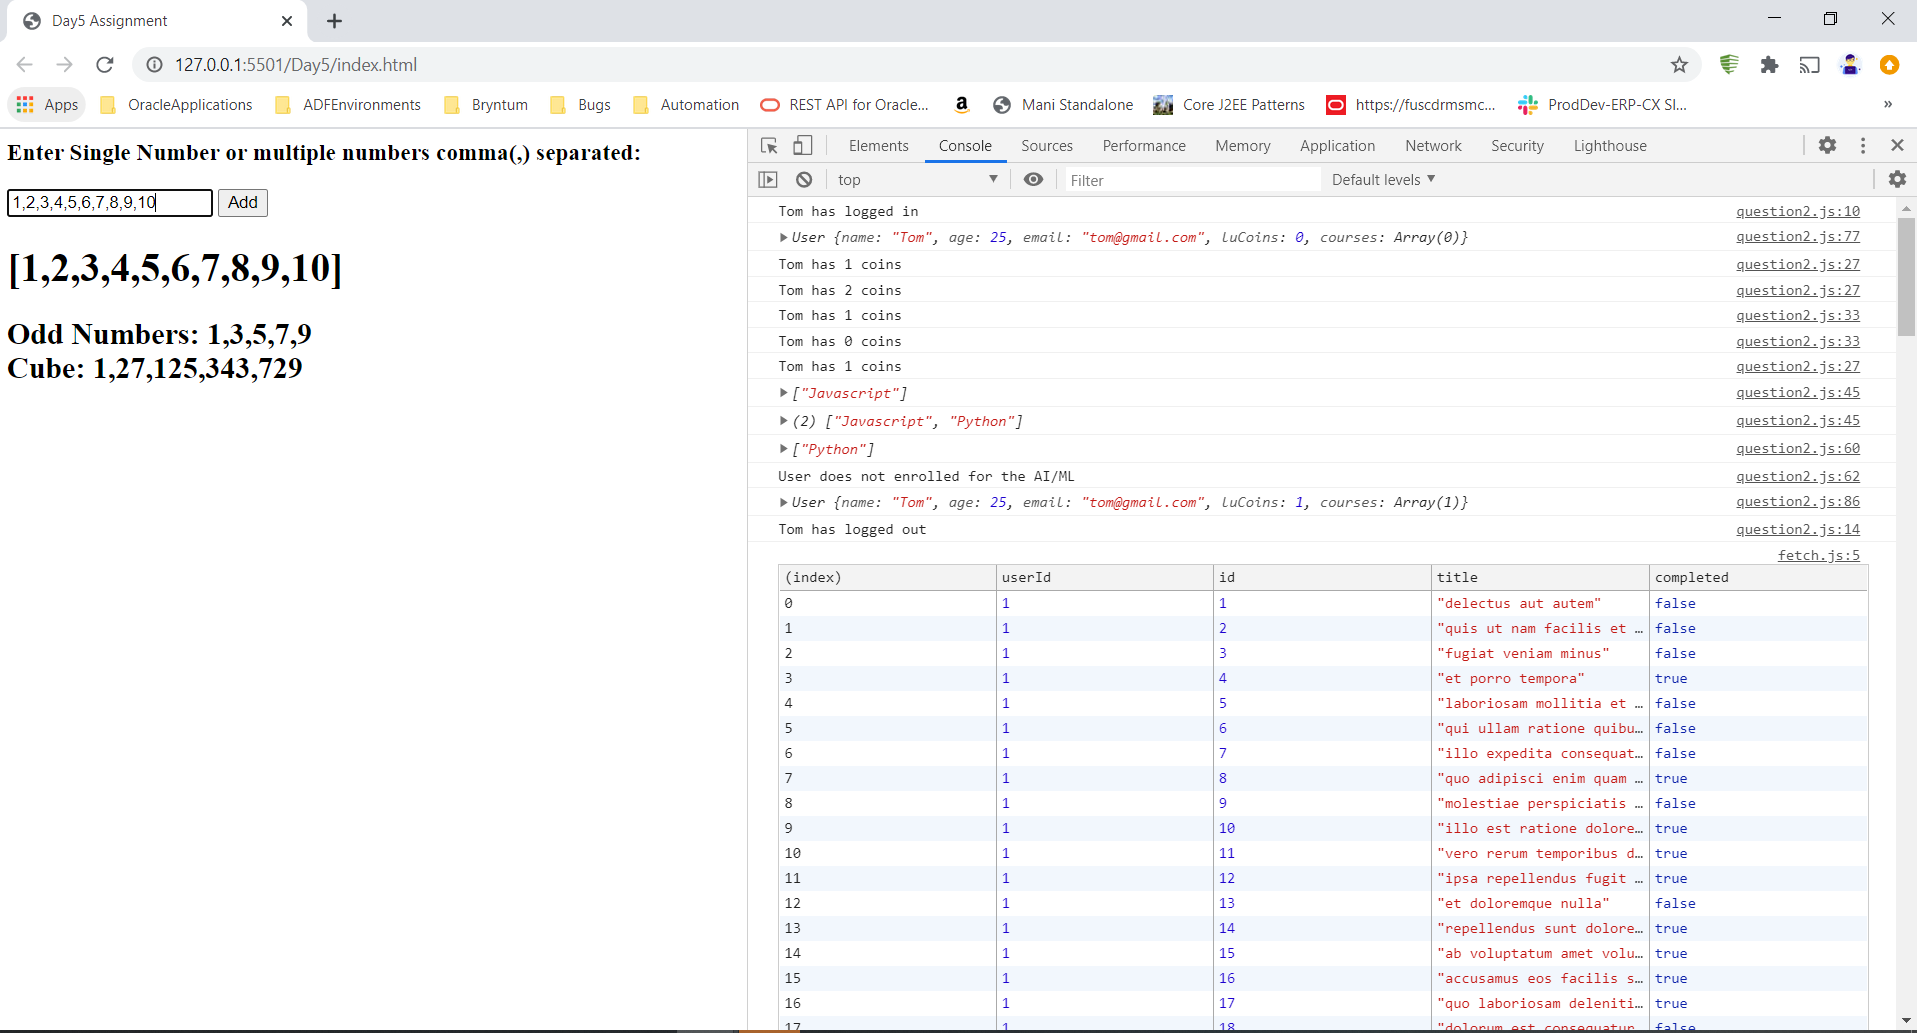 Day5 Assignment
127.0.0.1:5501/Day5/index.html
Apps OracleApplications ADFEnvironments Bryntum Bugs Automation REST API for Oracle... Mani Standalone Core J2EE Patterns https://fuscdrmsmc... ProdDev-ERP-CX Sl... »
Enter Single Number or multiple numbers comma(,) separated:
1,2,3,4,5,6,7,8,9,10 Add
[1,2,3,4,5,6,7,8,9,10]
Odd Numbers: 1,3,5,7,9
Cube: 1,27,125,343,729
Elements Console Sources Performance Memory Application Network Security Lighthouse
top Filter Default levels
Tom has logged in question2.js:10
User {name: "Tom", age: 25, email: "tom@gmail.com", luCoins: 0, courses: Array(0)} question2.js:77
Tom has 1 coins question2.js:27
Tom has 2 coins question2.js:27
Tom has 1 coins question2.js:33
Tom has 0 coins question2.js:33
Tom has 1 coins question2.js:27
["Javascript"] question2.js:45
(2) ["Javascript", "Python"] question2.js:45
["Python"] question2.js:60
User does not enrolled for the AI/ML question2.js:62
User {name: "Tom", age: 25, email: "tom@gmail.com", luCoins: 1, courses: Array(1)} question2.js:86
Tom has logged out question2.js:14
fetch.js:5
(index) userId id title completed
0 1 1 "delectus aut autem" false
1 1 2 "quis ut nam facilis et … false
2 1 3 "fugiat veniam minus" false
3 1 4 "et porro tempora" true
4 1 5 "laboriosam mollitia et … false
5 1 6 "qui ullam ratione quibu… false
6 1 7 "illo expedita consequat… false
7 1 8 "quo adipisci enim quam … true
8 1 9 "molestiae perspiciatis … false
9 1 10 "illo est ratione dolore… true
10 1 11 "vero rerum temporibus d… true
11 1 12 "ipsa repellendus fugit … true
12 1 13 "et doloremque nulla" false
13 1 14 "repellendus sunt dolore… true
14 1 15 "ab voluptatum amet volu… true
15 1 16 "accusamus eos facilis s… true
16 1 17 "quo laboriosam deleniti… true
17 1 18 "dolorum est consequatur… false